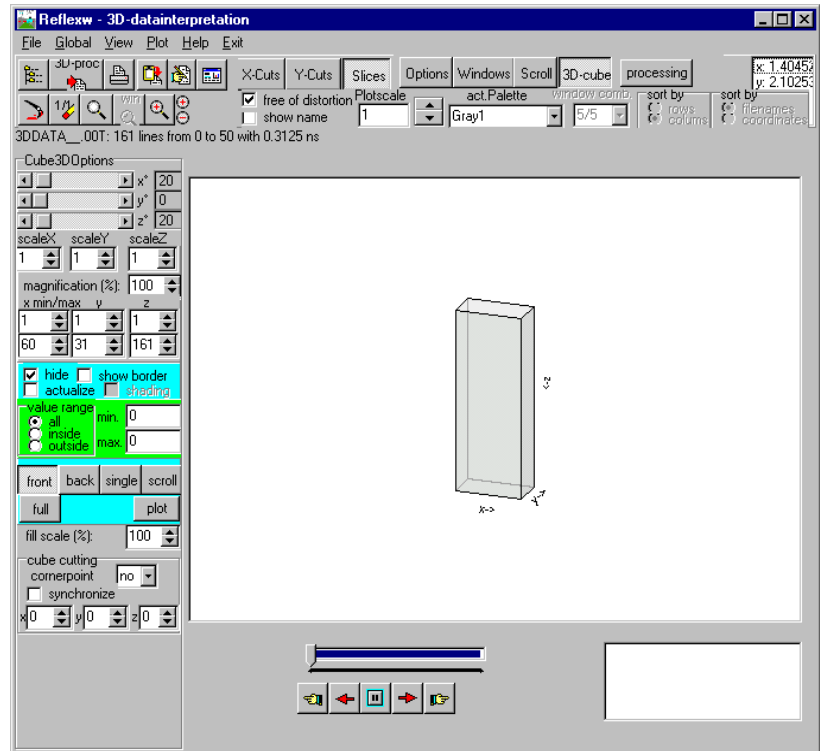 Reflexw - 3D-datainterpretation
File Global View Plot Help Exit
3D-proc X-Cuts Y-Cuts Slices Options Windows Scroll 3D-cube processing x: 1.4045
y: 2.1025
1/2 win free of distortion Plotscale act.Palette window comb. sort by sort by
show name 1 Gray1 5/5 rows filenames
colums coordinates
3DDATA__.00T: 161 lines from 0 to 50 with 0.3125 ns
Cube3DOptions
x° 20
y° 0
z° 20
scaleX scaleY scaleZ
1 1 1
magnification (%): 100
x min/max y z
1 1 1
60 31 161
hide show border
actualize shading
value range
all min. 0
inside
outside max. 0
front back single scroll
full plot
fill scale (%): 100
cube cutting
cornerpoint no
synchronize
x 0 y 0 z 0
<-z
x->
y->